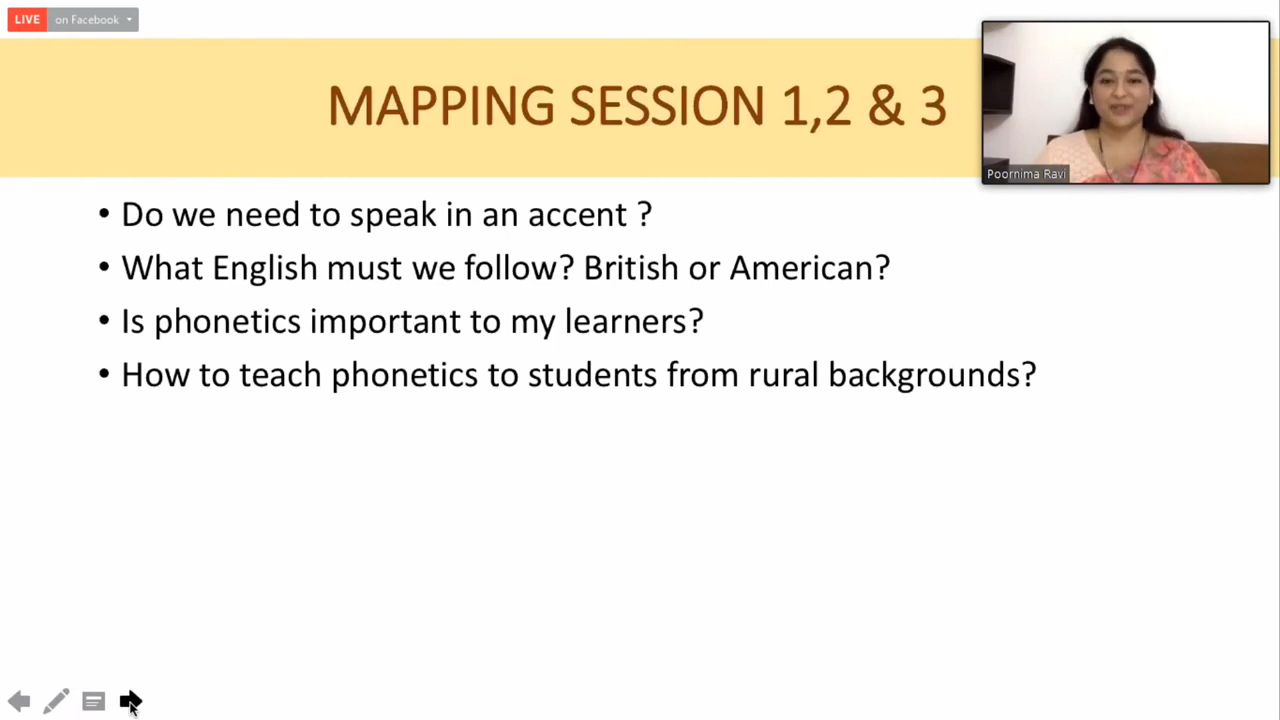 LIVE on Facebook
MAPPING SESSION 1,2 & 3
Poornima Ravi
• Do we need to speak in an accent ?
• What English must we follow? British or American?
• Is phonetics important to my learners?
• How to teach phonetics to students from rural backgrounds?